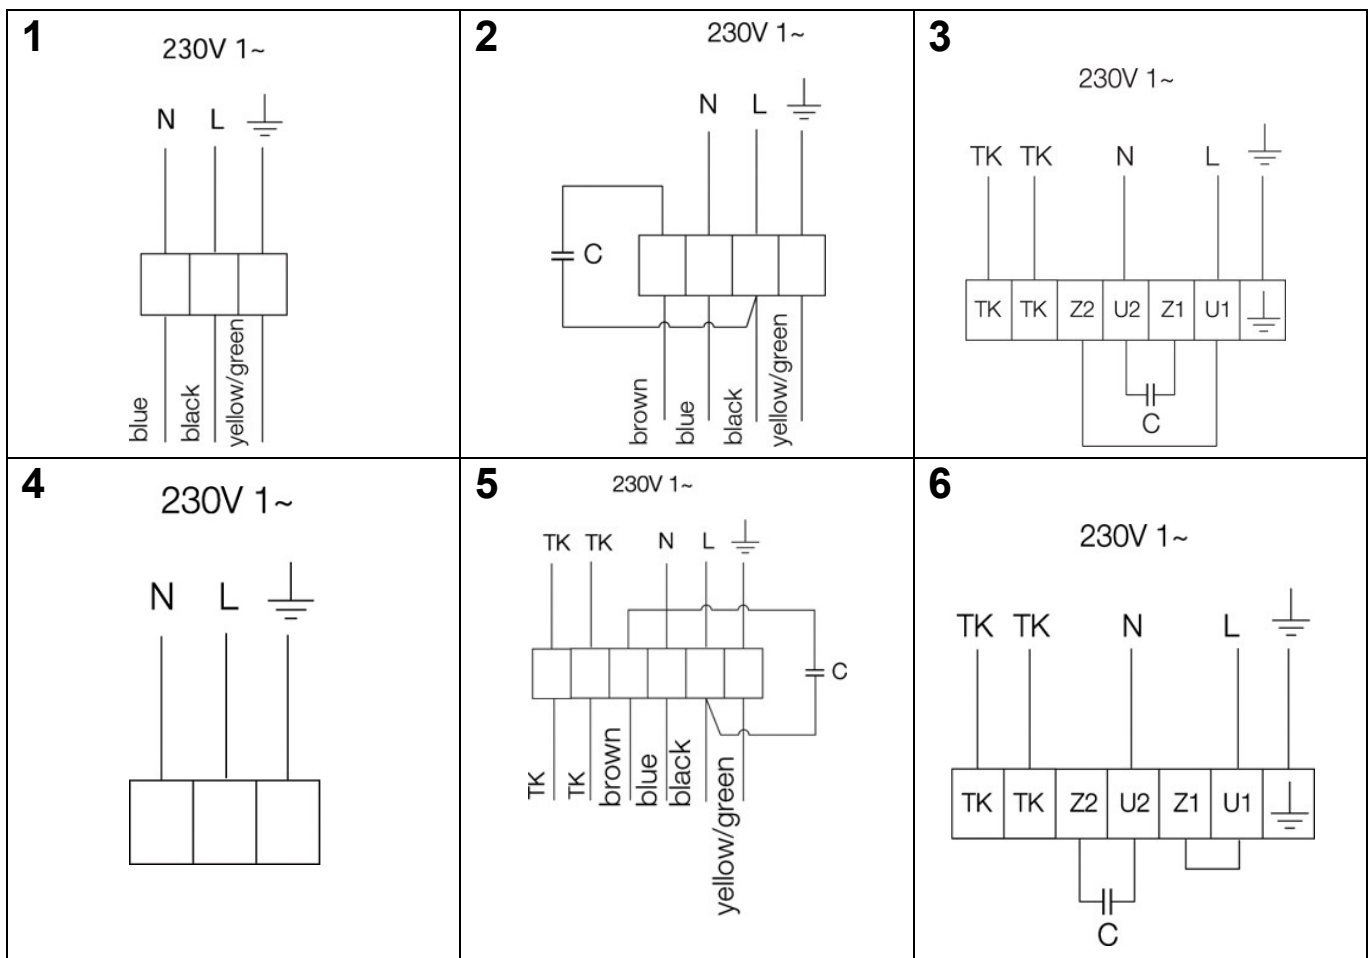 1
230V 1~
N L
blue
black
yellow/green
2
230V 1~
N L
C
brown
blue
black
yellow/green
3
230V 1~
TK TK N L
TK TK Z2 U2 Z1 U1
C
4
230V 1~
N L
5
230V 1~
TK TK N L
C
TK
TK
brown
blue
black
yellow/green
6
230V 1~
TK TK N L
TK TK Z2 U2 Z1 U1
C